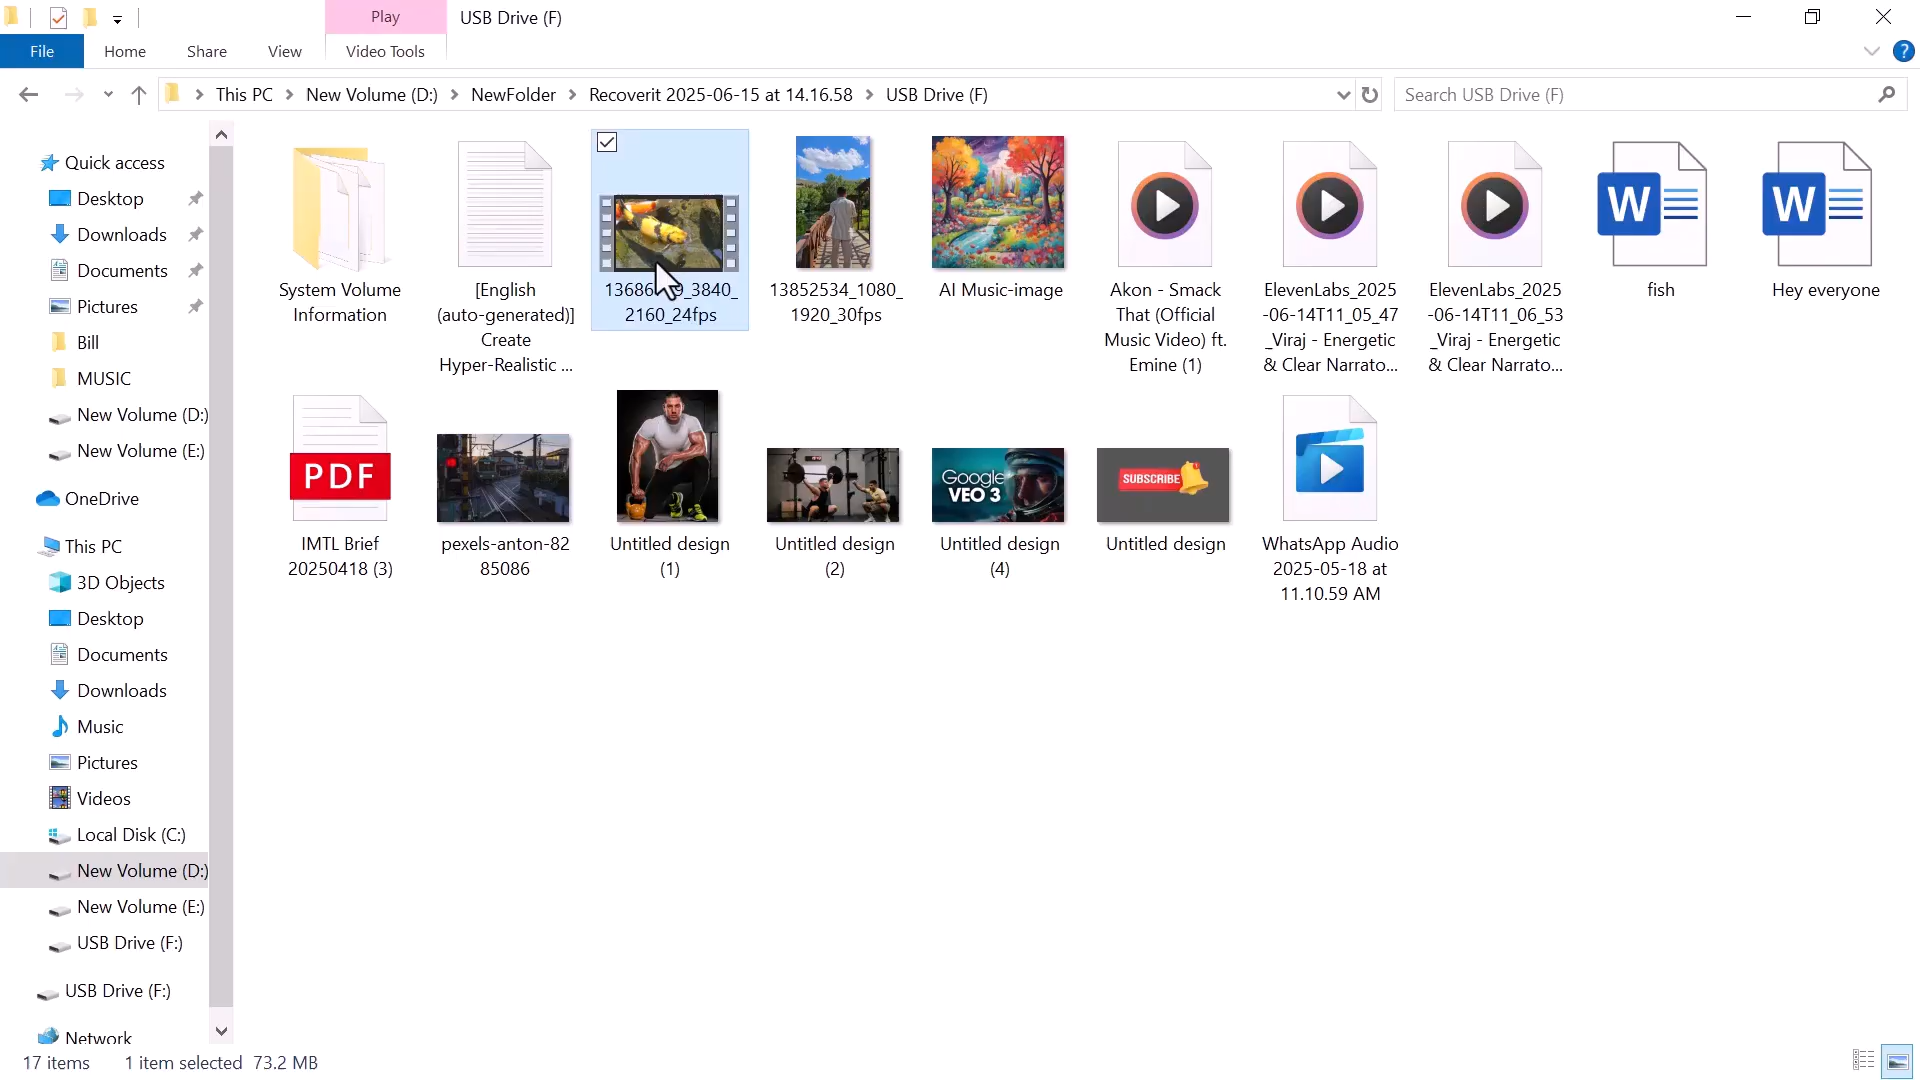 Play
USB Drive (F)
File
Home
Share
View
Video Tools
?
This PC
New Volume (D:)
NewFolder
Recoverit 2025-06-15 at 14.16.58
USB Drive (F)
Search USB Drive (F)
Quick access
Desktop
Downloads
Documents
Pictures
Bill
MUSIC
New Volume (D:)
New Volume (E:)
OneDrive
This PC
3D Objects
Desktop
Documents
Downloads
Music
Pictures
Videos
Local Disk (C:)
New Volume (D:)
New Volume (E:)
USB Drive (F:)
USB Drive (F:)
Network
System Volume
Information
[English
(auto-generated)]
Create
Hyper-Realistic ...
_3840_
2160_24fps
13852534_1080_
1920_30fps
AI Music-image
Akon - Smack
That (Official
Music Video) ft.
Emine (1)
ElevenLabs_2025
-06-14T11_05_47
_Viraj - Energetic
& Clear Narrato...
ElevenLabs_2025
-06-14T11_06_53
_Viraj - Energetic
& Clear Narrato...
W
fish
W
Hey everyone
PDF
IMTL Brief
20250418 (3)
pexels-anton-82
85086
Untitled design
(1)
Untitled design
(2)
Google
VEO 3
Untitled design
(4)
SUBSCRIBE
Untitled design
WhatsApp Audio
2025-05-18 at
11.10.59 AM
17 items
1 item selected 73.2 MB